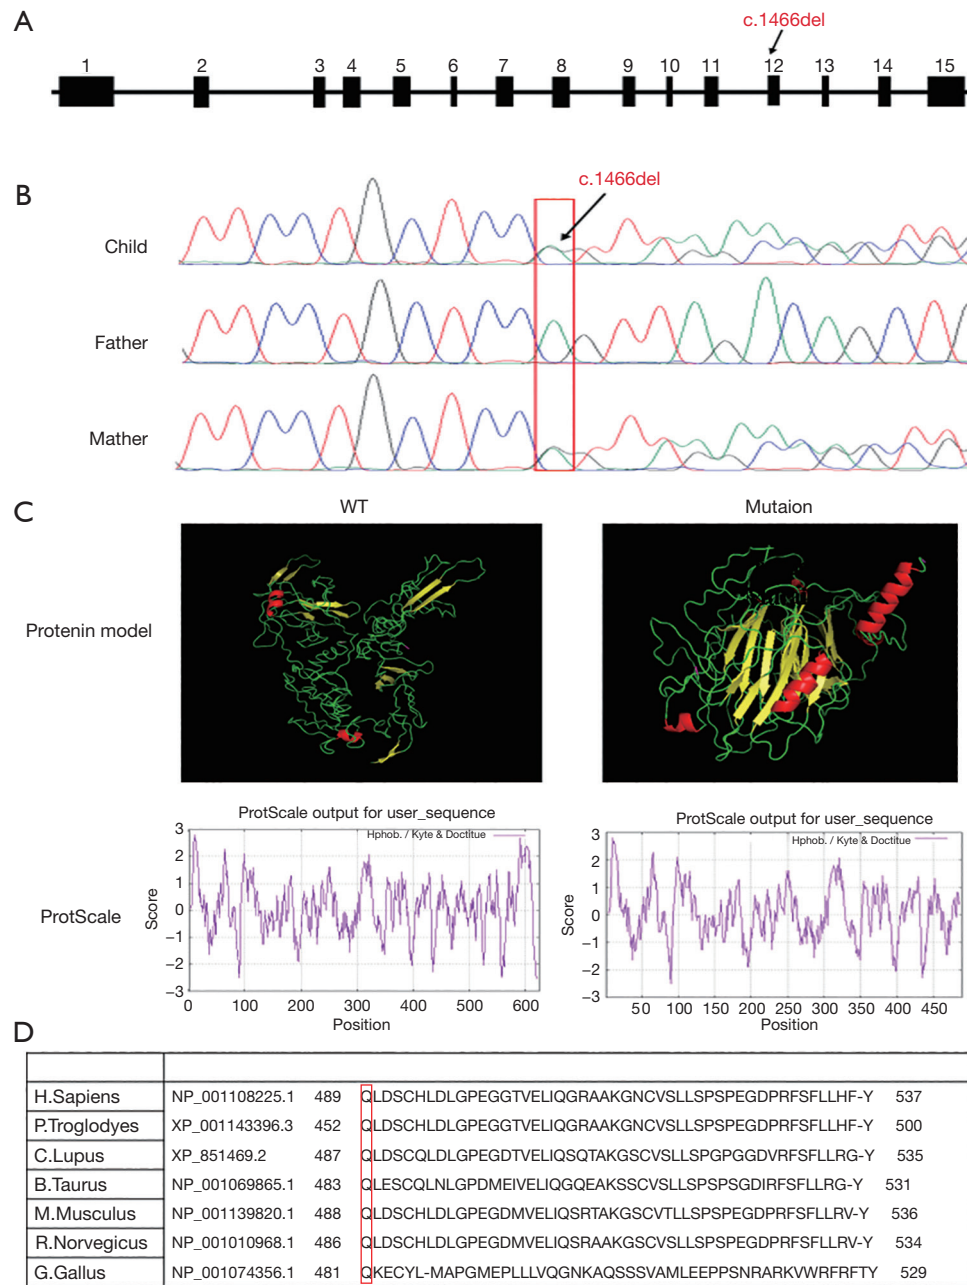 A
c.1466del
1 2 3 4 5 6 7 8 9 10 11 12 13 14 15
B
c.1466del
Child
Father
Mather
C
WT Mutaion
Protenin model
ProtScale output for user_sequence
Hphob. / Kyte & Doctitue
3
2
1
0
−1
−2
−3
Score
0 100 200 300 400 500 600
Position
ProtScale output for user_sequence
Hphob. / Kyte & Doctitue
3
2
1
0
−1
−2
−3
Score
50 100 150 200 250 300 350 400 450
Position
ProtScale
D
H.Sapiens NP_001108225.1 489 QLDSCHLDLGPEGGTVELIQGRAAKGNCVSLLSPSPEGDPRFSFLLHF-Y 537
P.Troglodyes XP_001143396.3 452 QLDSCHLDLGPEGGTVELIQGRAAKGNCVSLLSPSPEGDPRFSFLLHF-Y 500
C.Lupus XP_851469.2 487 QLDSCQLDLGPEGDTVELIQSQTAKGSCVSLLSPGPGGDVRFSFLLRG-Y 535
B.Taurus NP_001069865.1 483 QLESCQLNLGPDMEIVELIQGQEAKSSCVSLLSPSPSGDIRFSFLLRG-Y 531
M.Musculus NP_001139820.1 488 QLDSCHLDLGPEGDMVELIQSRTAKGSCVTLLSPSPEGDPRFSFLLRV-Y 536
R.Norvegicus NP_001010968.1 486 QLDSCHLDLGPEGDMVELIQSRAAKGSCVSLLSPSPEGDPRFSFLLRV-Y 534
G.Gallus NP_001074356.1 481 QKECYL-MAPGMEPLLLVQGNKAQSSSVAMLEEPPSNRARKVWRFRFTY 529